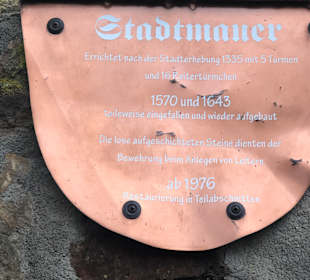 Stadtmauer
Errichtet nach der Stadterhebung 1335 mit 5 Türmen
und 16 Reitertürmchen
1570 und 1643
teilweise eingefallen und wieder aufgebaut
Die lose aufgeschichteten Steine dienten der
Bewehrung beim Anlegen von Leitern
ab 1976
Restaurierung in Teilabschnitten